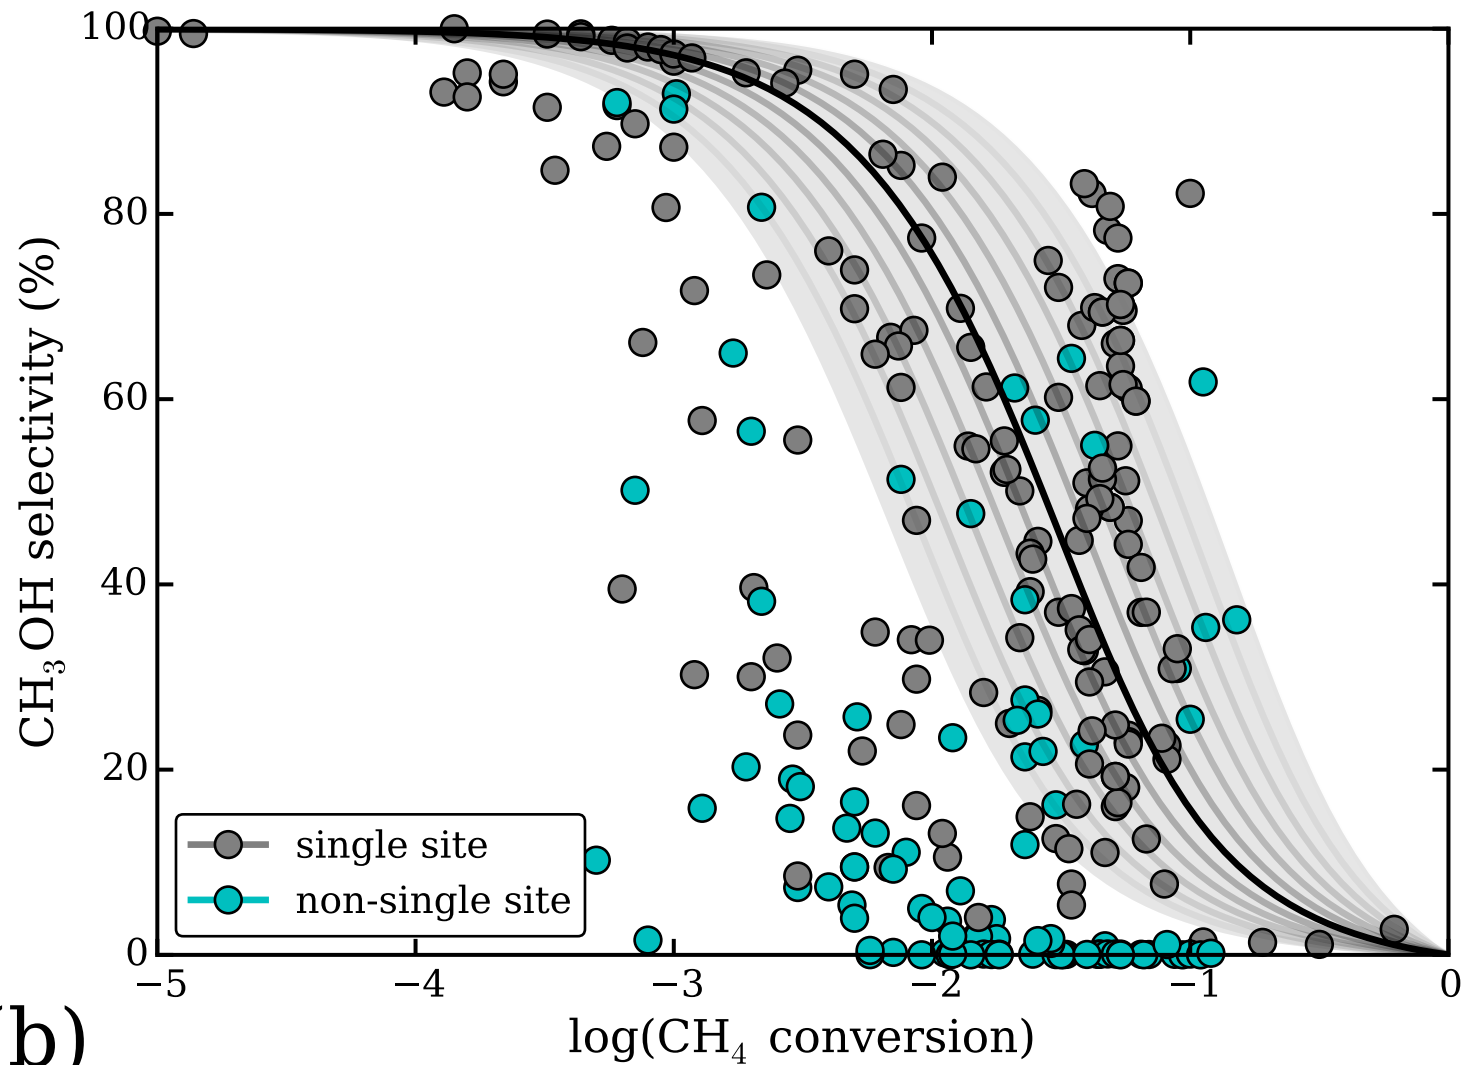 100
80
60
40
20
0
CH₃OH selectivity (%)
single site
non-single site
−5 −4 −3 −2 −1 0
log(CH₄ conversion)
b)